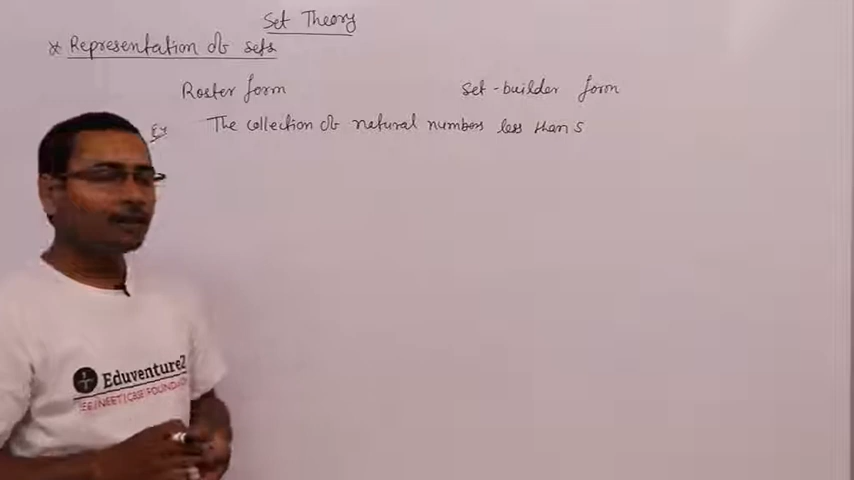 Set Theory
* Representation of sets
Roster form    Set-builder form
Ex The collection of natural numbers less than 5
Eduventure